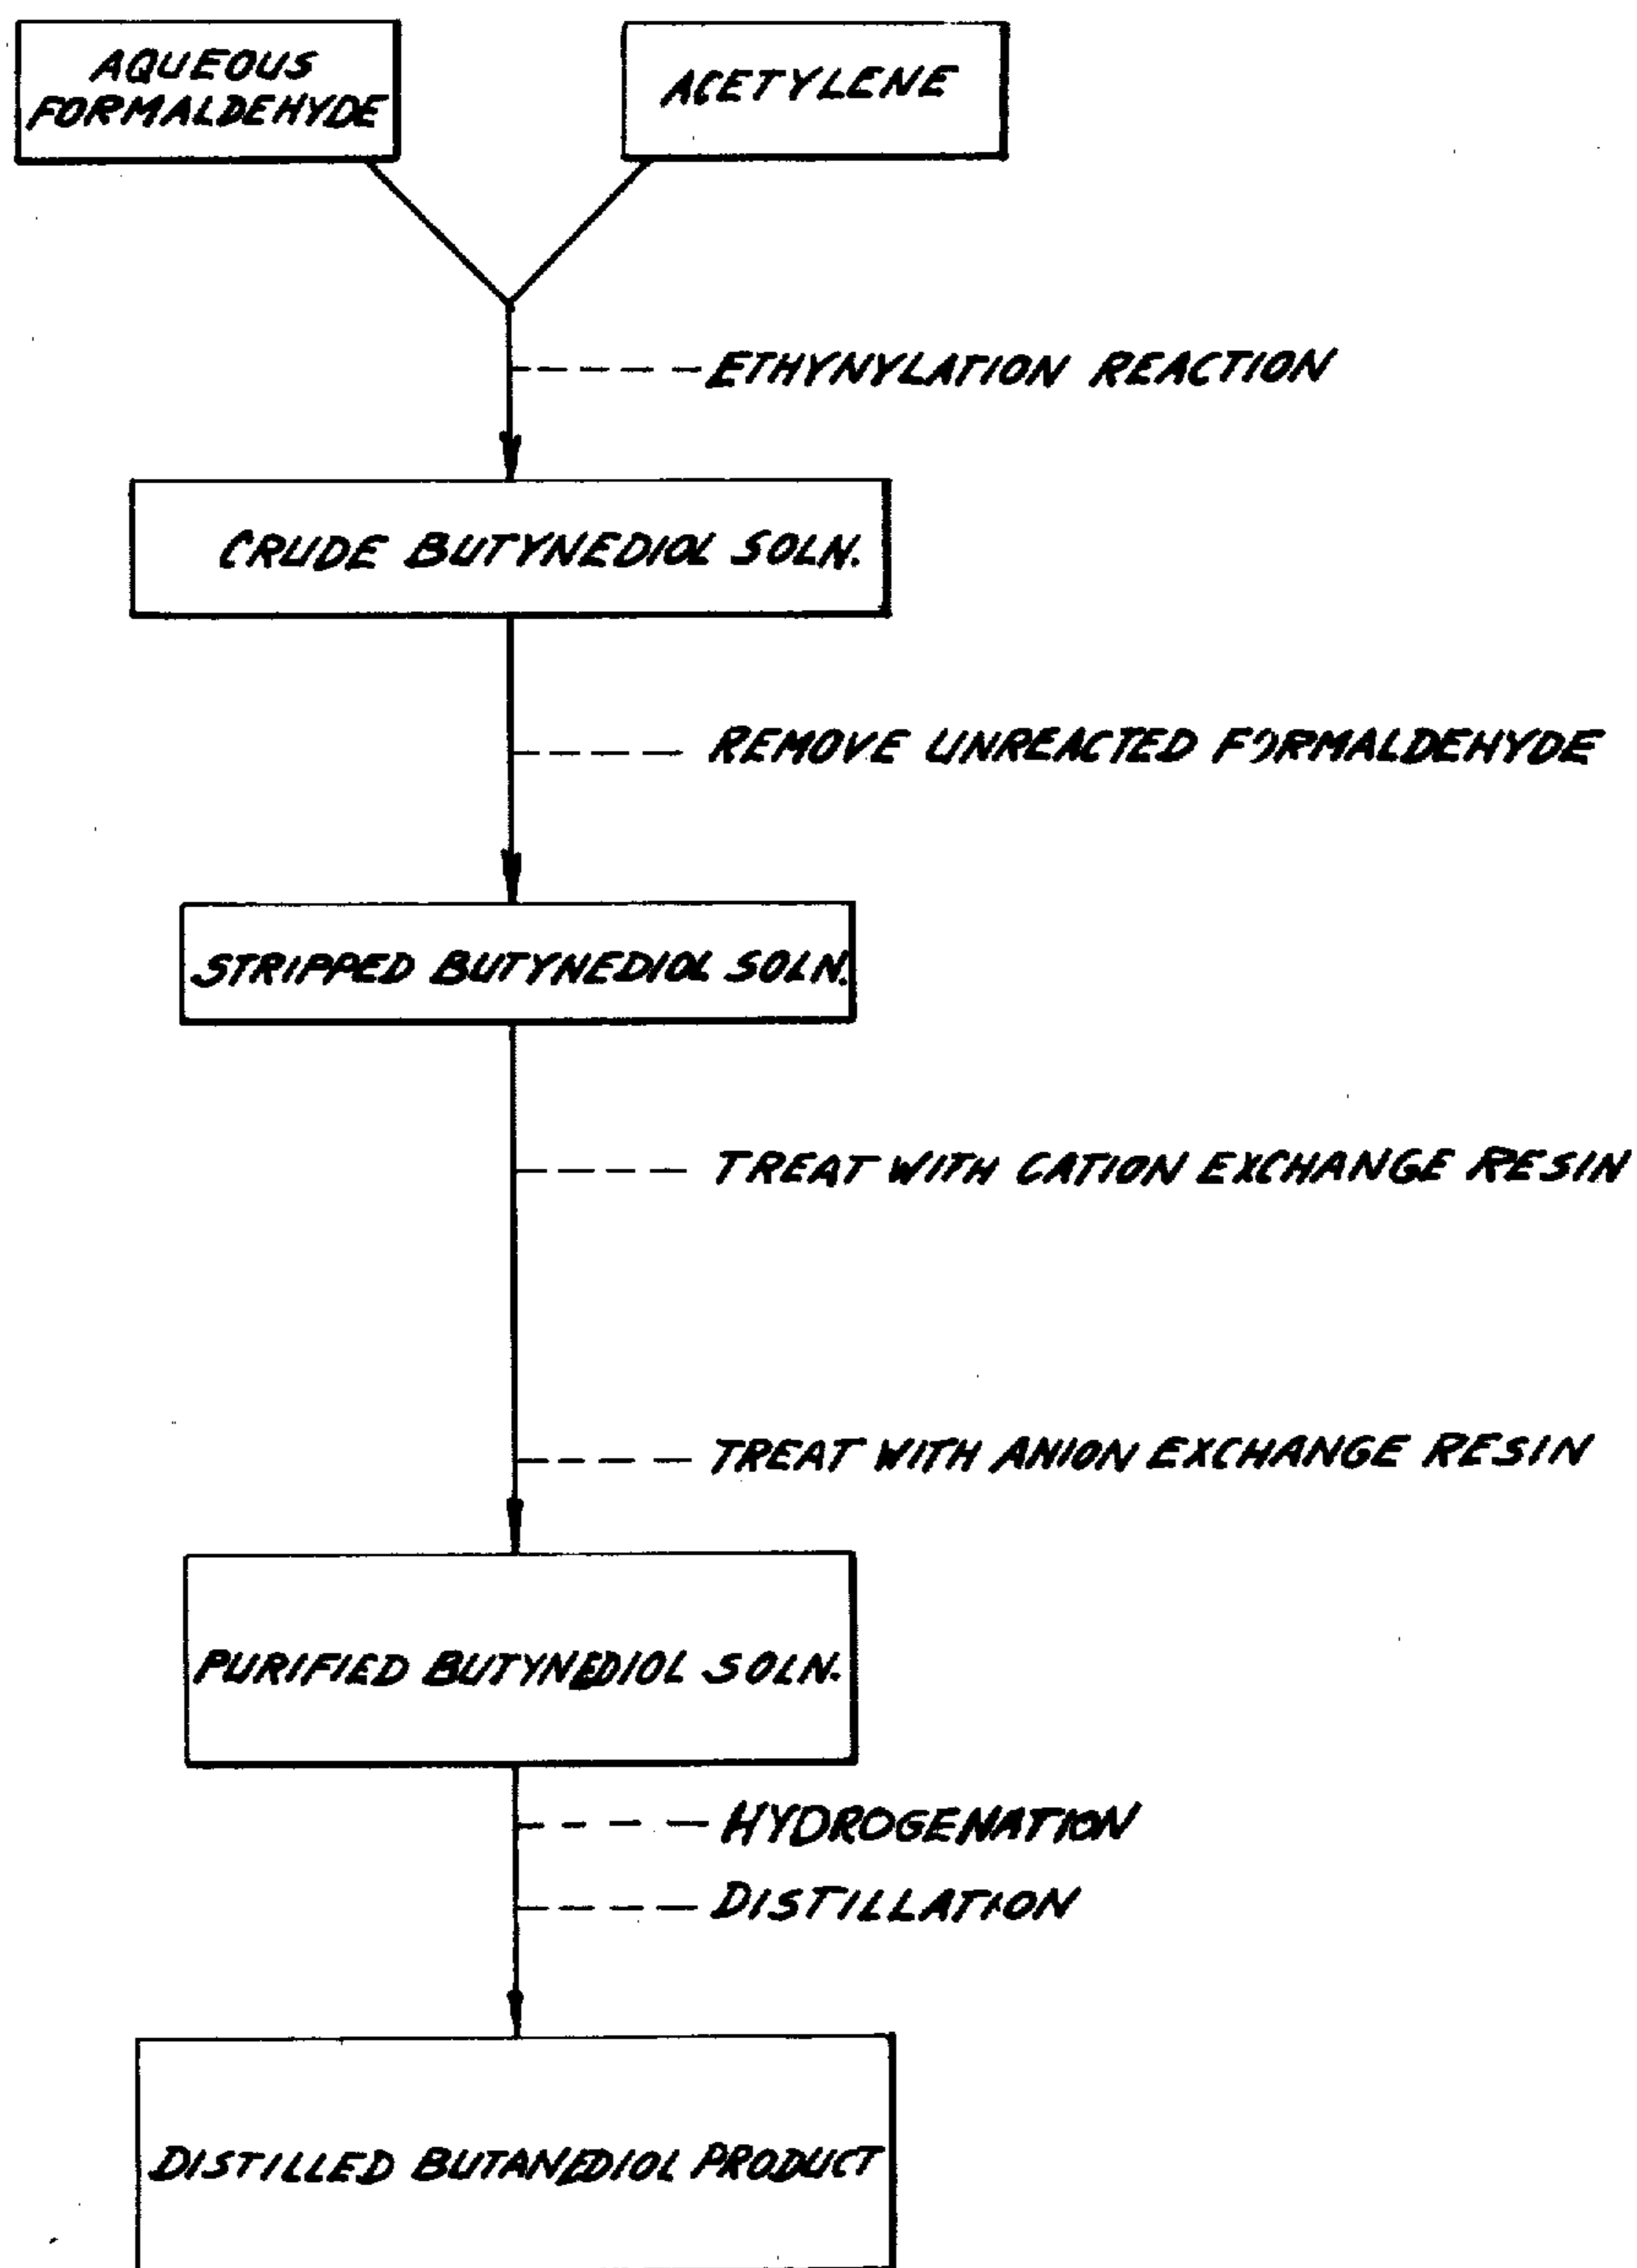 AQUEOUS
FORMALDEHYDE
ACETYLENE
ETHYNYLATION REACTION
CRUDE BUTYNEDIOL SOLN.
REMOVE UNREACTED FORMALDEHYDE
STRIPPED BUTYNEDIOL SOLN.
TREAT WITH CATION EXCHANGE RESIN
TREAT WITH ANION EXCHANGE RESIN
PURIFIED BUTYNEDIOL SOLN.
HYDROGENATION
DISTILLATION
DISTILLED BUTANEDIOL PRODUCT